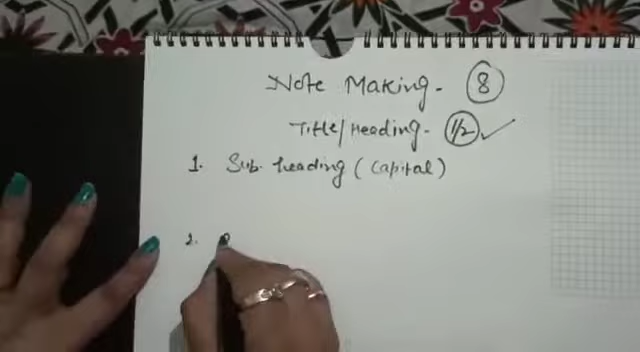 Note Making - 8
Title/Heading - 1/2 ✓
1. Sub. heading (Capital)
2.